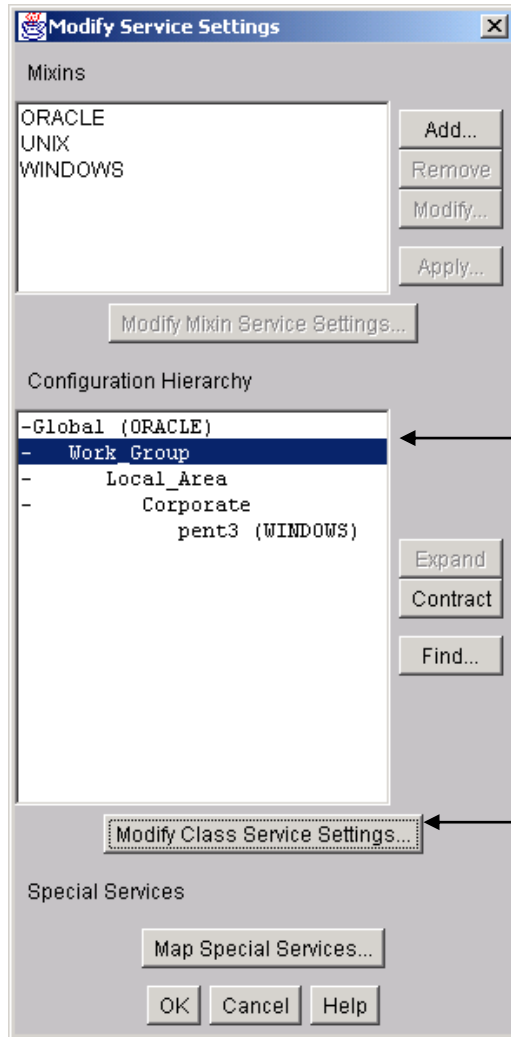 Modify Service Settings
Mixins
ORACLE
UNIX
WINDOWS
Add...
Remove
Modify...
Apply...
Modify Mixin Service Settings...
Configuration Hierarchy
-Global (ORACLE)
- Work_Group
- Local_Area
- Corporate
pent3 (WINDOWS)
Expand
Contract
Find...
Modify Class Service Settings...
Special Services
Map Special Services...
OK Cancel Help